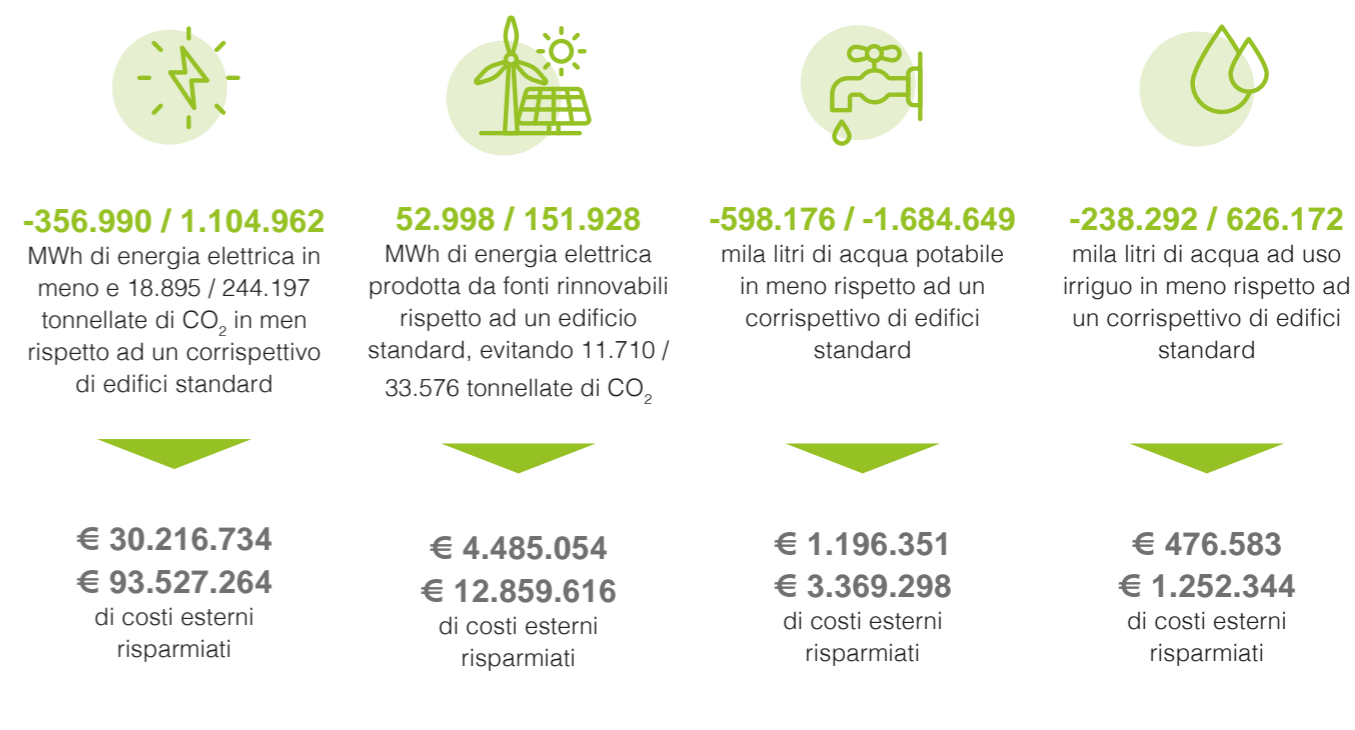 -356.990 / 1.104.962
MWh di energia elettrica in
meno e 18.895 / 244.197
tonnellate di CO₂ in men
rispetto ad un corrispettivo
di edifici standard
€ 30.216.734
€ 93.527.264
di costi esterni
risparmiati
52.998 / 151.928
MWh di energia elettrica
prodotta da fonti rinnovabili
rispetto ad un edificio
standard, evitando 11.710 /
33.576 tonnellate di CO₂
€ 4.485.054
€ 12.859.616
di costi esterni
risparmiati
-598.176 / -1.684.649
mila litri di acqua potabile
in meno rispetto ad un
corrispettivo di edifici
standard
€ 1.196.351
€ 3.369.298
di costi esterni
risparmiati
-238.292 / 626.172
mila litri di acqua ad uso
irriguo in meno rispetto ad
un corrispettivo di edifici
standard
€ 476.583
€ 1.252.344
di costi esterni
risparmiati